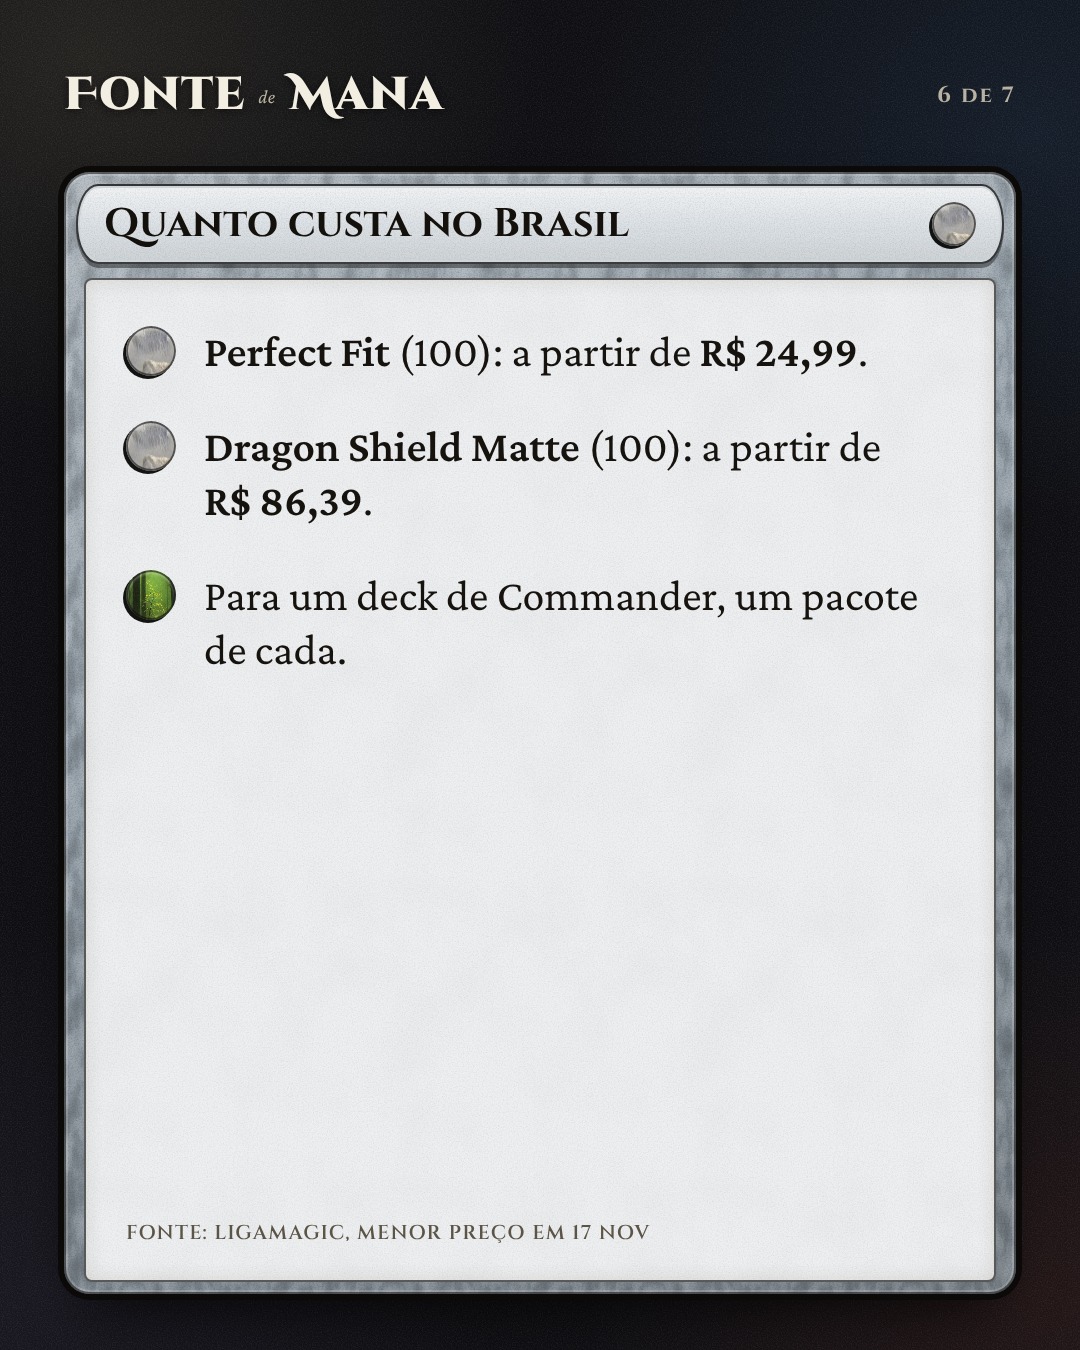 Fonte de Mana
6 de 7
Quanto custa no Brasil
Perfect Fit (100): a partir de R$ 24,99.
Dragon Shield Matte (100): a partir de
R$ 86,39.
Para um deck de Commander, um pacote
de cada.
FONTE: LIGAMAGIC, MENOR PREÇO EM 17 NOV